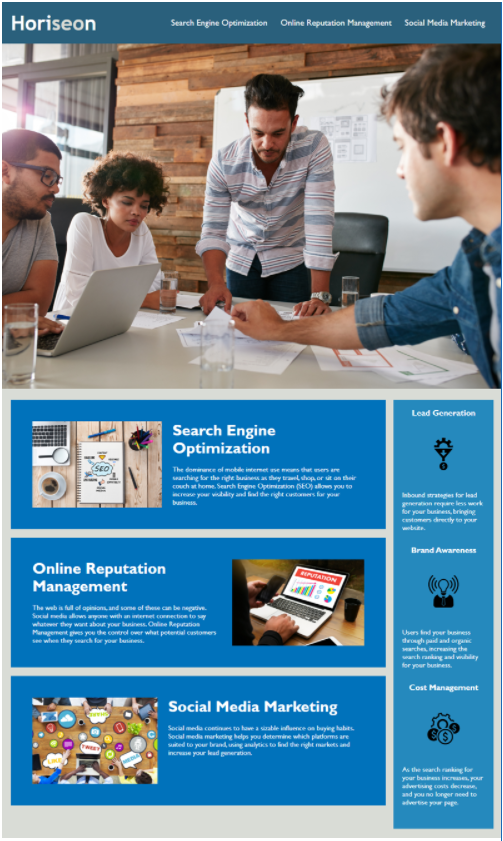 Horiseon
Search Engine Optimization Online Reputation Management Social Media Marketing
SEO
Search Engine
Optimization
The dominance of mobile internet use means that users are
searching for the right business as they travel, shop, or sit on their
couch at home. Search Engine Optimization (SEO) allows you to
increase your visibility and find the right customers for your
business.
Online Reputation
Management
The web is full of opinions, and some of these can be negative.
Social media allows anyone with an internet connection to say
whatever they want about your business. Online Reputation
Management gives you the control over what potential customers
see when they search for your business.
REPUTATION
Social Media Marketing
Social media continues to have a sizable influence on buying habits.
Social media marketing helps you determine which platforms are
suited to your brand, using analytics to find the right markets and
increase your lead generation.
TWEET
LIKE
MEDIA
Lead Generation
Inbound strategies for lead
generation require less work
for your business, bringing
customers directly to your
website.
Brand Awareness
Users find your business
through paid and organic
searches, increasing the
search ranking and visibility
for your business.
Cost Management
As the search ranking for
your business increases, your
advertising costs decrease,
and you no longer need to
advertise your page.